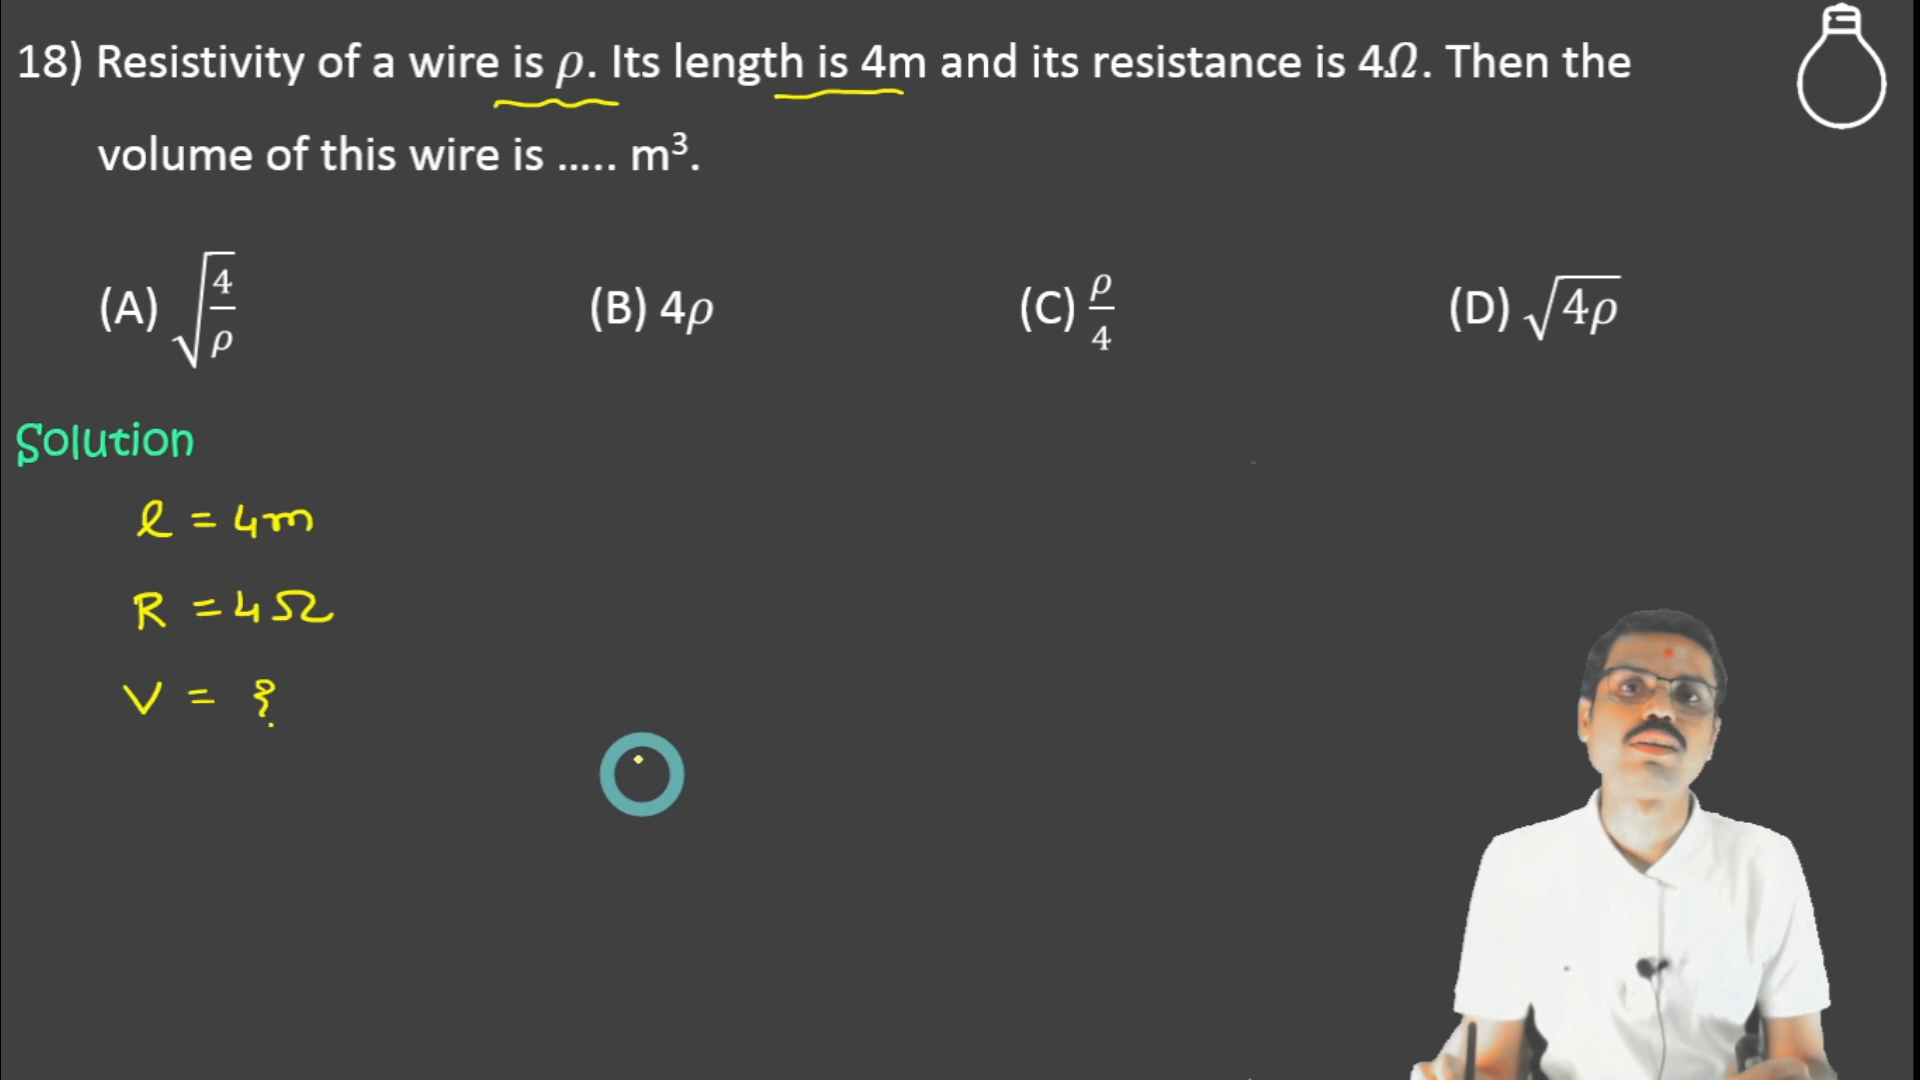 18) Resistivity of a wire is ρ. Its length is 4m and its resistance is 4Ω. Then the
volume of this wire is ..... m³.
(A) √(4/ρ) (B) 4ρ (C) ρ/4 (D) √(4ρ)
Solution
l = 4m
R = 4Ω
V = ?